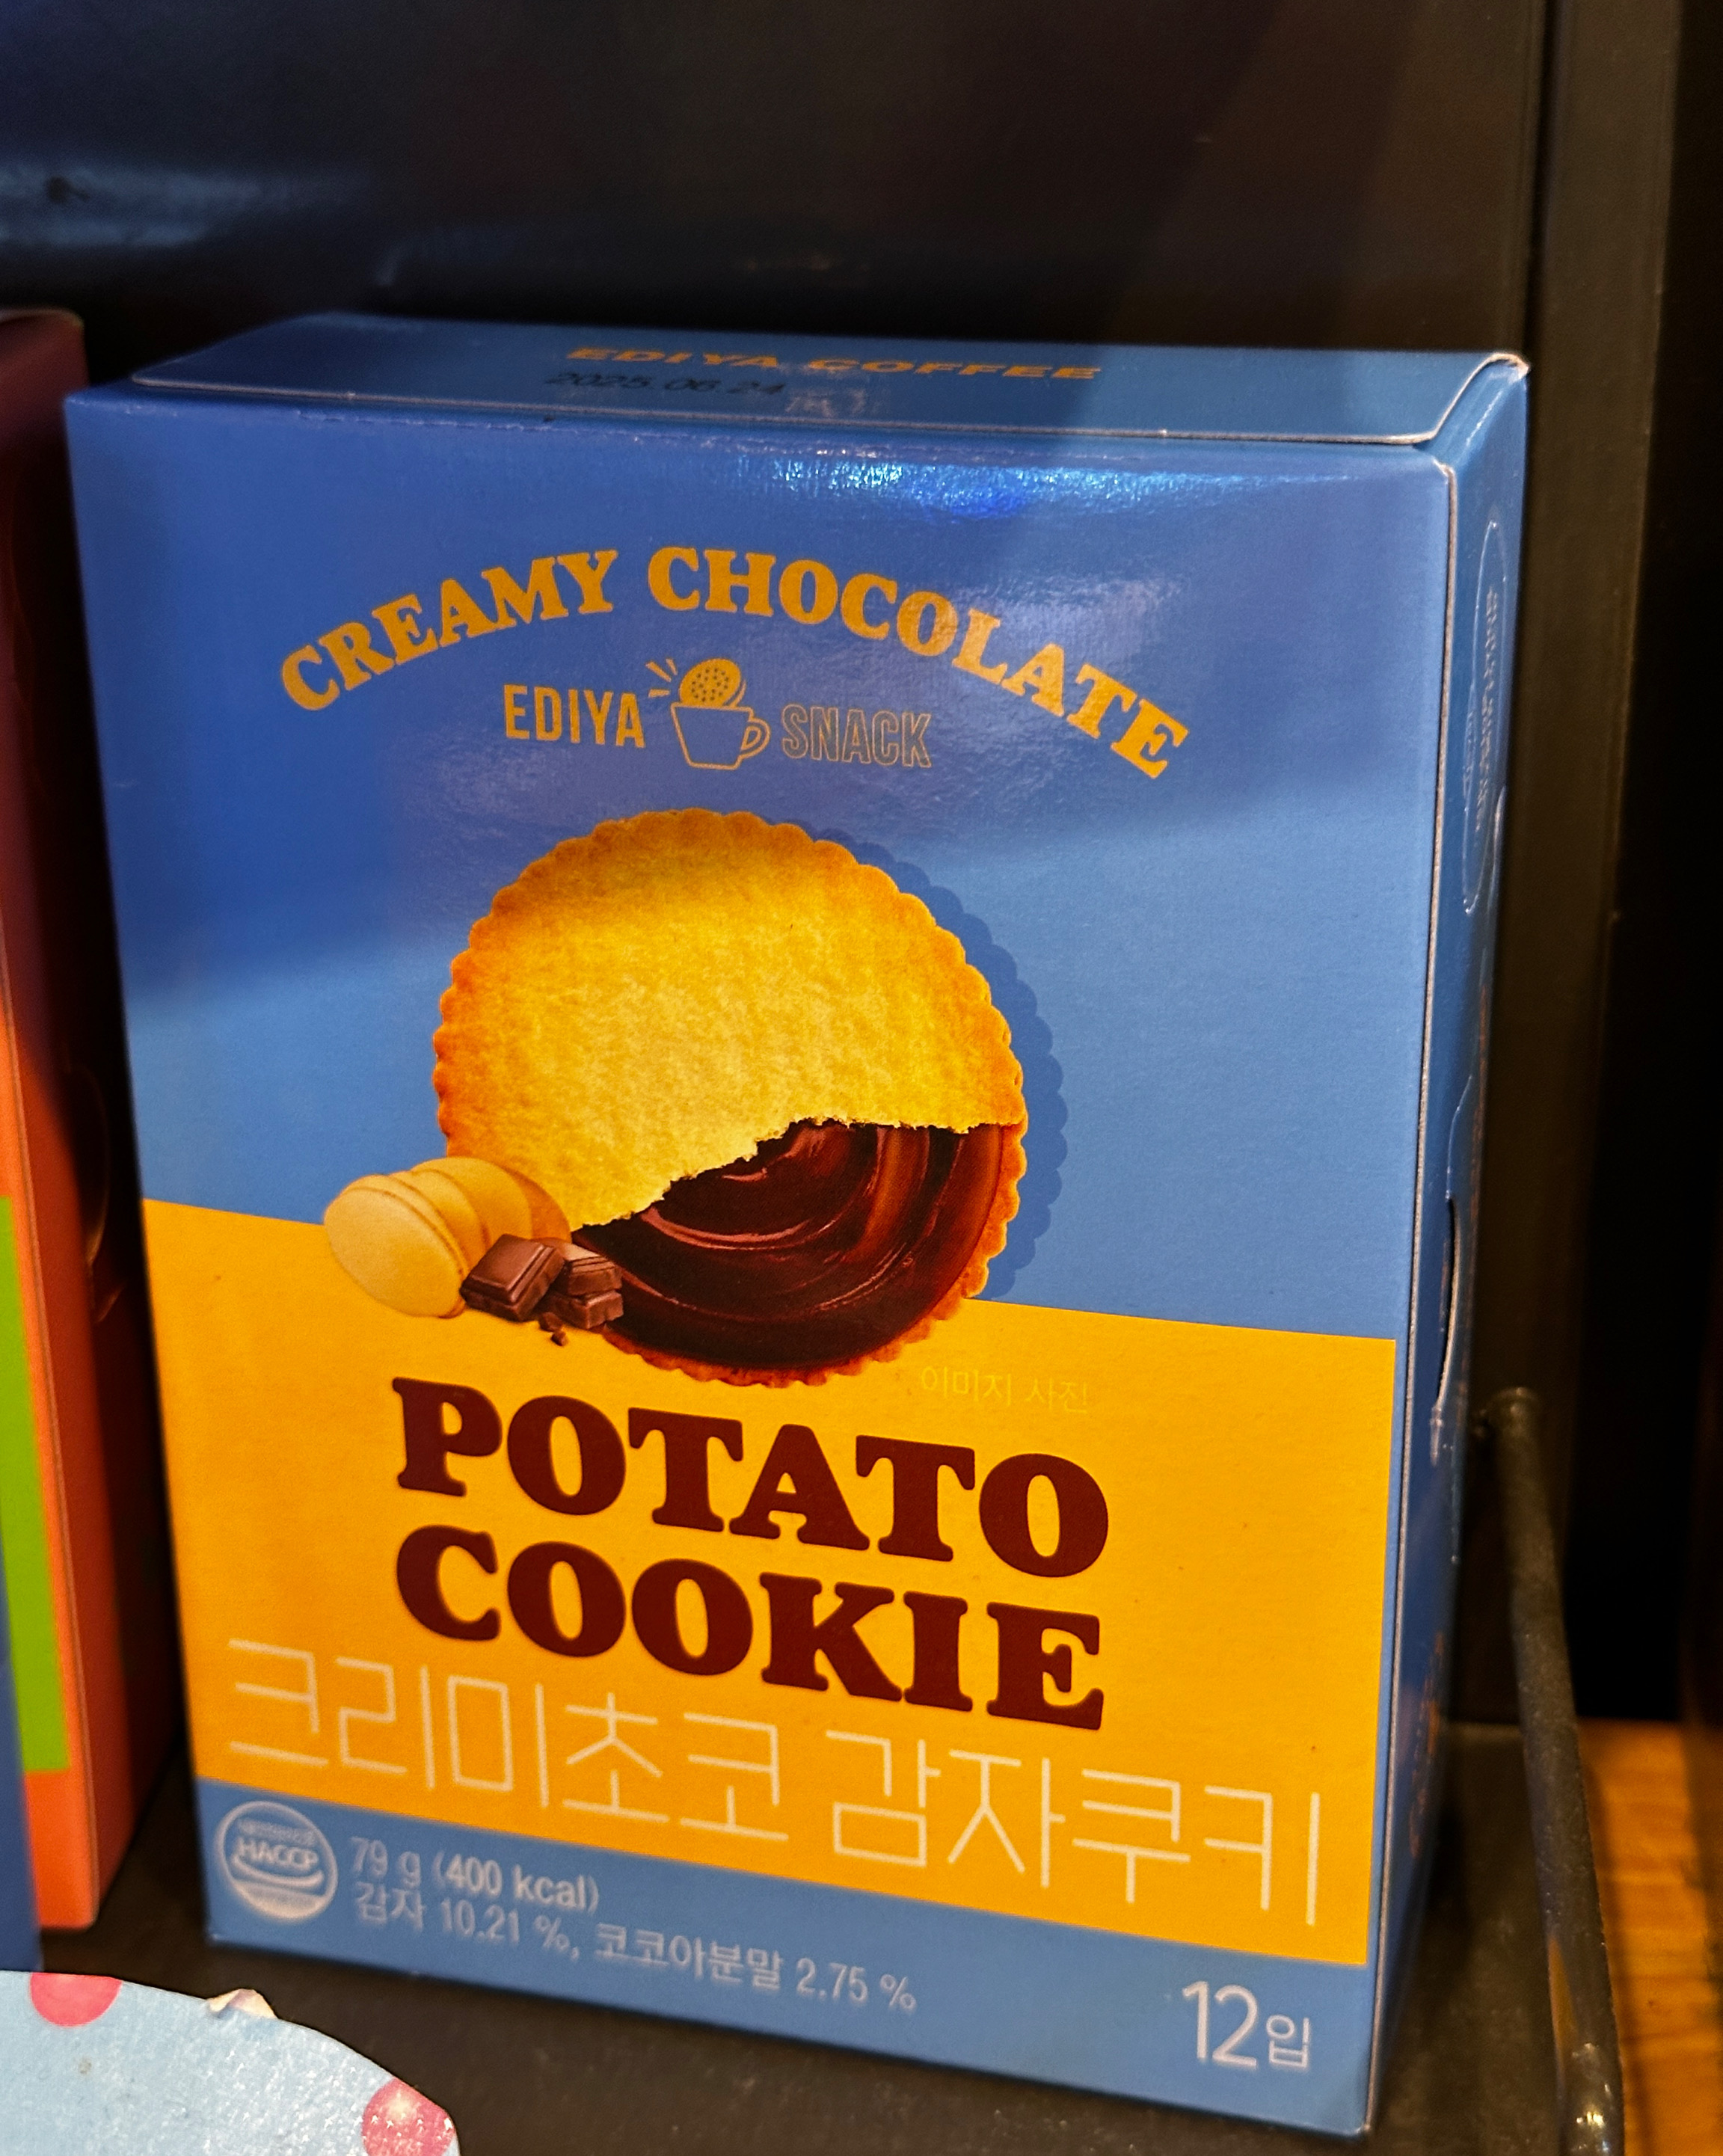 EDIYA COFFEE
2025.06.24
CREAMY CHOCOLATE
EDIYA SNACK
이미지 사진
POTATO
COOKIE
크리미초코 감자쿠키
HACCP
79 g (400 kcal)
감자 10.21 %, 코코아분말 2.75 %
12입